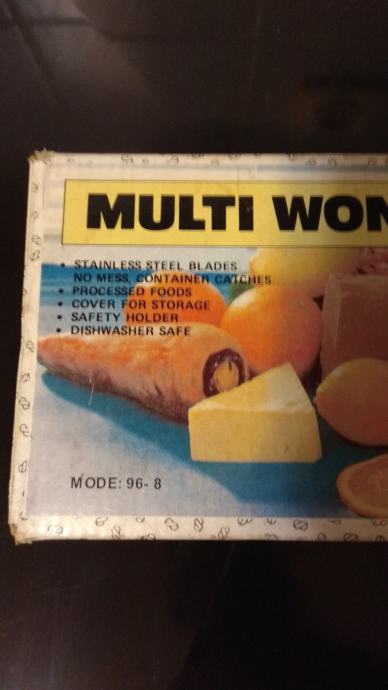 MULTI WON
• STAINLESS STEEL BLADES
NO MESS, CONTAINER CATCHES
• PROCESSED FOODS
• COVER FOR STORAGE
• SAFETY HOLDER
• DISHWASHER SAFE
MODE: 96- 8